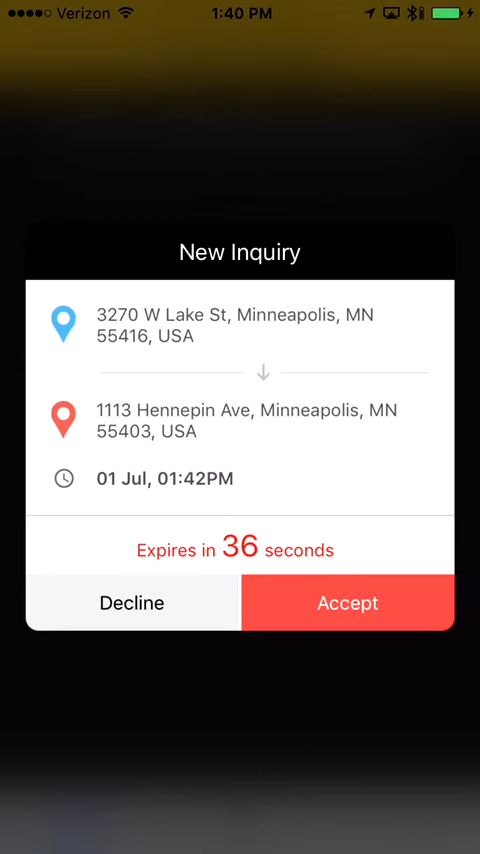 Verizon 1:40 PM
New Inquiry
3270 W Lake St, Minneapolis, MN
55416, USA
1113 Hennepin Ave, Minneapolis, MN
55403, USA
01 Jul, 01:42PM
Expires in 36 seconds
Decline Accept